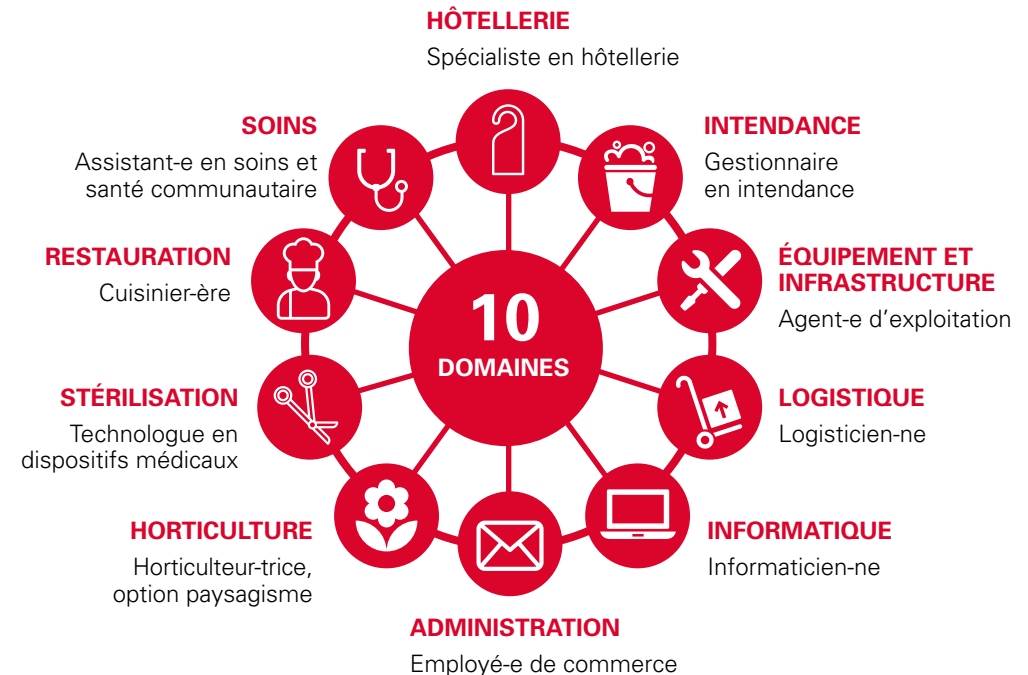 HÔTELLERIE
Spécialiste en hôtellerie
INTENDANCE
Gestionnaire
en intendance
ÉQUIPEMENT ET
INFRASTRUCTURE
Agent-e d’exploitation
LOGISTIQUE
Logisticien-ne
INFORMATIQUE
Informaticien-ne
ADMINISTRATION
Employé-e de commerce
HORTICULTURE
Horticulteur-trice,
option paysagisme
STÉRILISATION
Technologue en
dispositifs médicaux
RESTAURATION
Cuisinier-ère
SOINS
Assistant-e en soins et
santé communautaire
10
DOMAINES